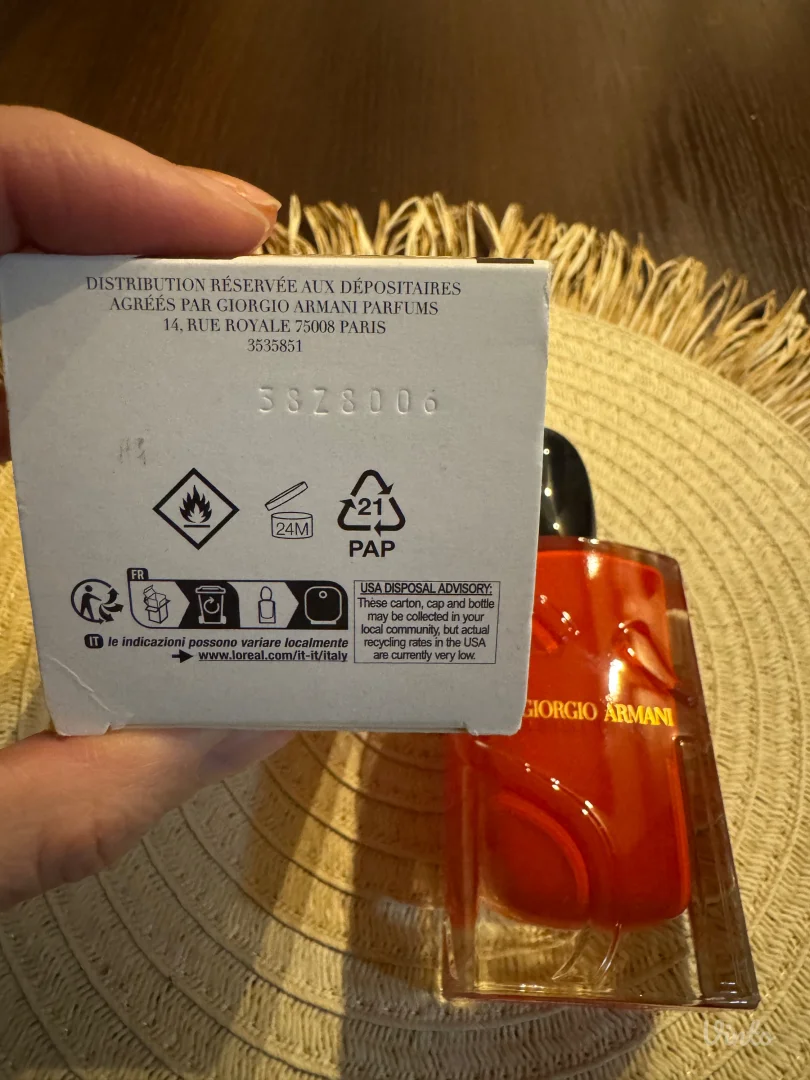 DISTRIBUTION RÉSERVÉE AUX DÉPOSITAIRES
AGRÉÉS PAR GIORGIO ARMANI PARFUMS
14, RUE ROYALE 75008 PARIS
3535851
38Z8006
24M
21
PAP
FR
IT le indicazioni possono variare localmente
www.loreal.com/it-it/italy
USA DISPOSAL ADVISORY:
These carton, cap and bottle
may be collected in your
local community, but actual
recycling rates in the USA
are currently very low.
GIORGIO ARMANI